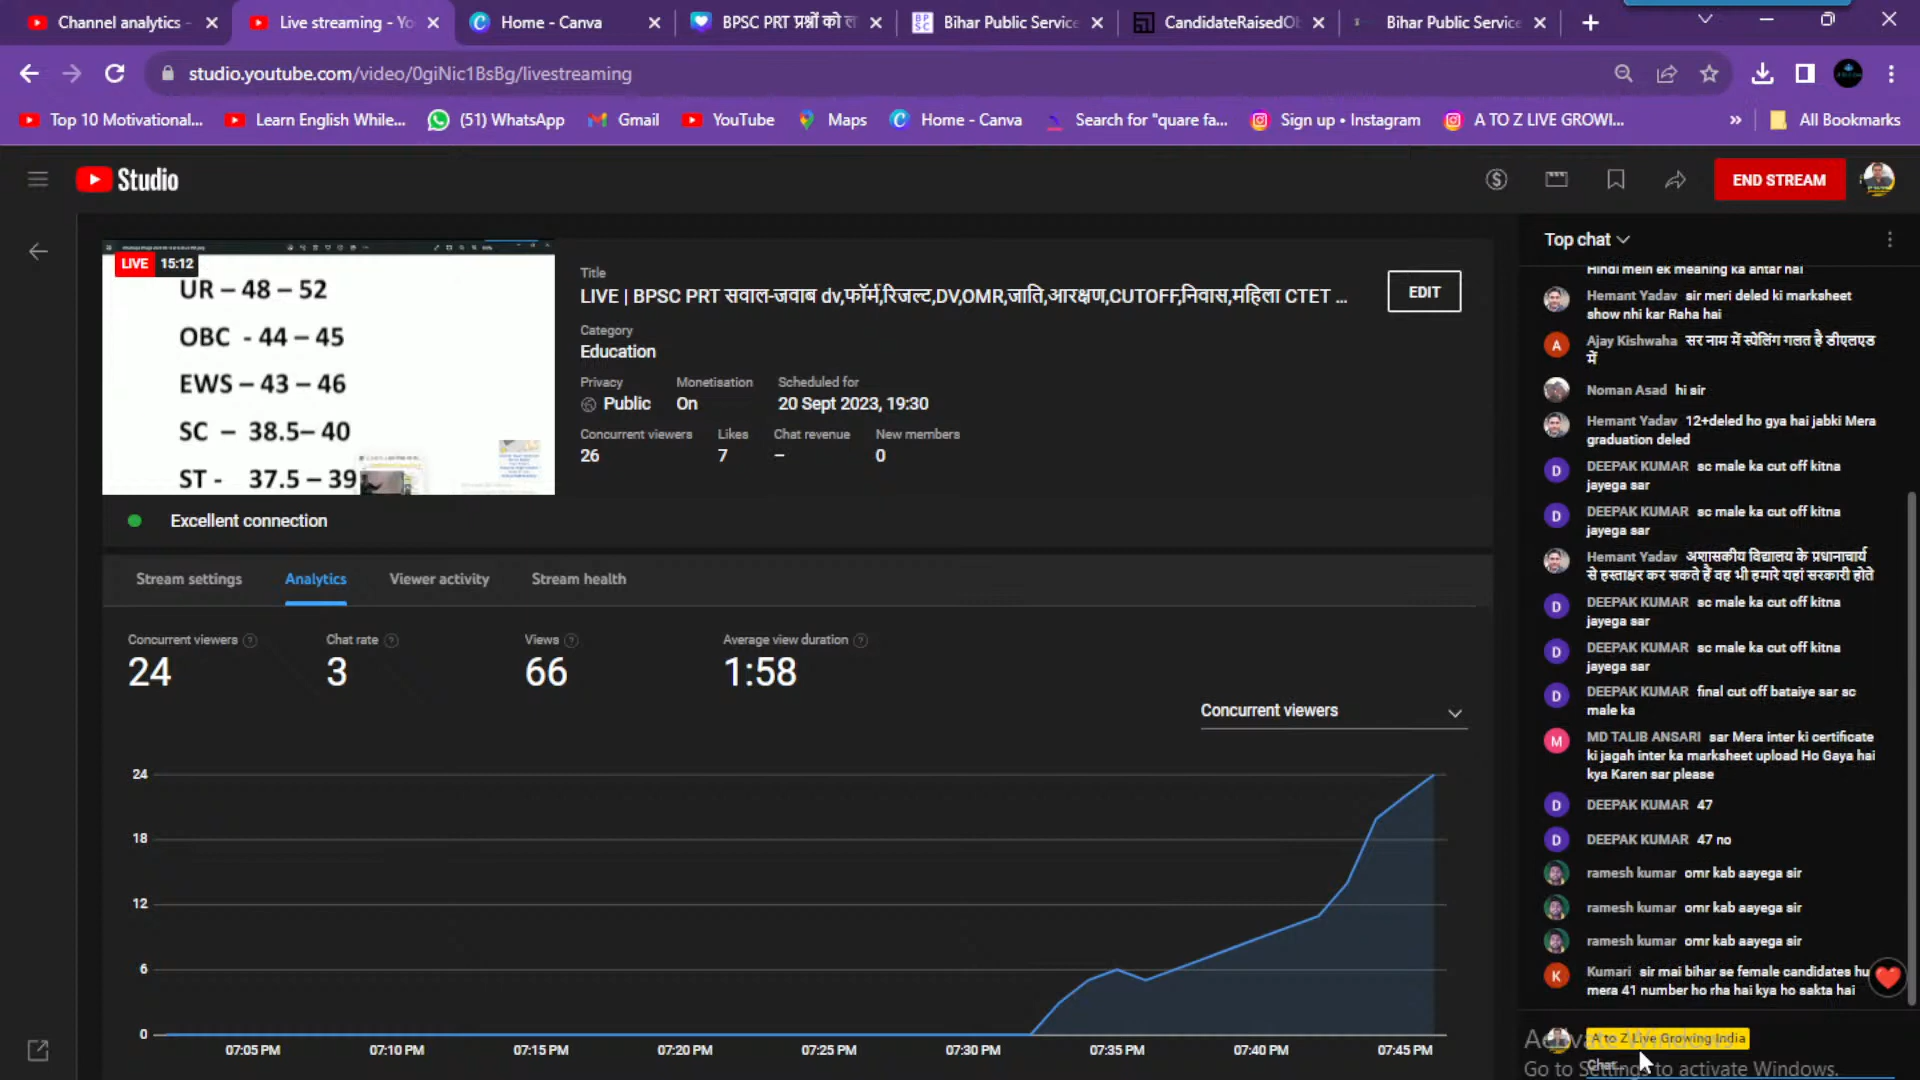 Channel analytics -
Live streaming - Yo
Home - Canva
BPSC PRT प्रश्नों को ल
Bihar Public Service
CandidateRaisedOb
Bihar Public Service
studio.youtube.com/video/0giNic1BsBg/livestreaming
Top 10 Motivational...
Learn English While...
(51) WhatsApp
Gmail
YouTube
Maps
Home - Canva
Search for "quare fa...
Sign up • Instagram
A TO Z LIVE GROWI...
»
All Bookmarks
Studio
END STREAM
LIVE 15:12
UR – 48 – 52
OBC - 44 – 45
EWS – 43 – 46
SC – 38.5– 40
ST - 37.5 – 39
Title
LIVE | BPSC PRT सवाल-जवाब dv,फॉर्म,रिजल्ट,DV,OMR,जाति,आरक्षण,CUTOFF,निवास,महिला CTET ...
EDIT
Category
Education
Privacy Monetisation Scheduled for
Public On 20 Sept 2023, 19:30
Concurrent viewers Likes Chat revenue New members
26 7 – 0
Excellent connection
Stream settings Analytics Viewer activity Stream health
Concurrent viewers Chat rate Views Average view duration
24 3 66 1:58
Concurrent viewers
24
18
12
6
0
07:05 PM 07:10 PM 07:15 PM 07:20 PM 07:25 PM 07:30 PM 07:35 PM 07:40 PM 07:45 PM
Top chat
Hindi mein ek meaning ka antar hai
Hemant Yadav sir meri deled ki marksheet
show nhi kar Raha hai
A Ajay Kishwaha सर नाम में स्पेलिंग गलत है डीएलएड
में
Noman Asad hi sir
Hemant Yadav 12+deled ho gya hai jabki Mera
graduation deled
D DEEPAK KUMAR sc male ka cut off kitna
jayega sar
D DEEPAK KUMAR sc male ka cut off kitna
jayega sar
Hemant Yadav अशासकीय विद्यालय के प्रधानाचार्य
से हस्ताक्षर कर सकते हैं वह भी हमारे यहां सरकारी होते
D DEEPAK KUMAR sc male ka cut off kitna
jayega sar
D DEEPAK KUMAR sc male ka cut off kitna
jayega sar
D DEEPAK KUMAR final cut off bataiye sar sc
male ka
M MD TALIB ANSARI sar Mera inter ki certificate
ki jagah inter ka marksheet upload Ho Gaya hai
kya Karen sar please
D DEEPAK KUMAR 47
D DEEPAK KUMAR 47 no
ramesh kumar omr kab aayega sir
ramesh kumar omr kab aayega sir
ramesh kumar omr kab aayega sir
K Kumari sir mai bihar se female candidates hu
mera 41 number ho rha hai kya ho sakta hai
A to Z Live Growing India
Chat...
Activate Windows
Go to Settings to activate Windows.